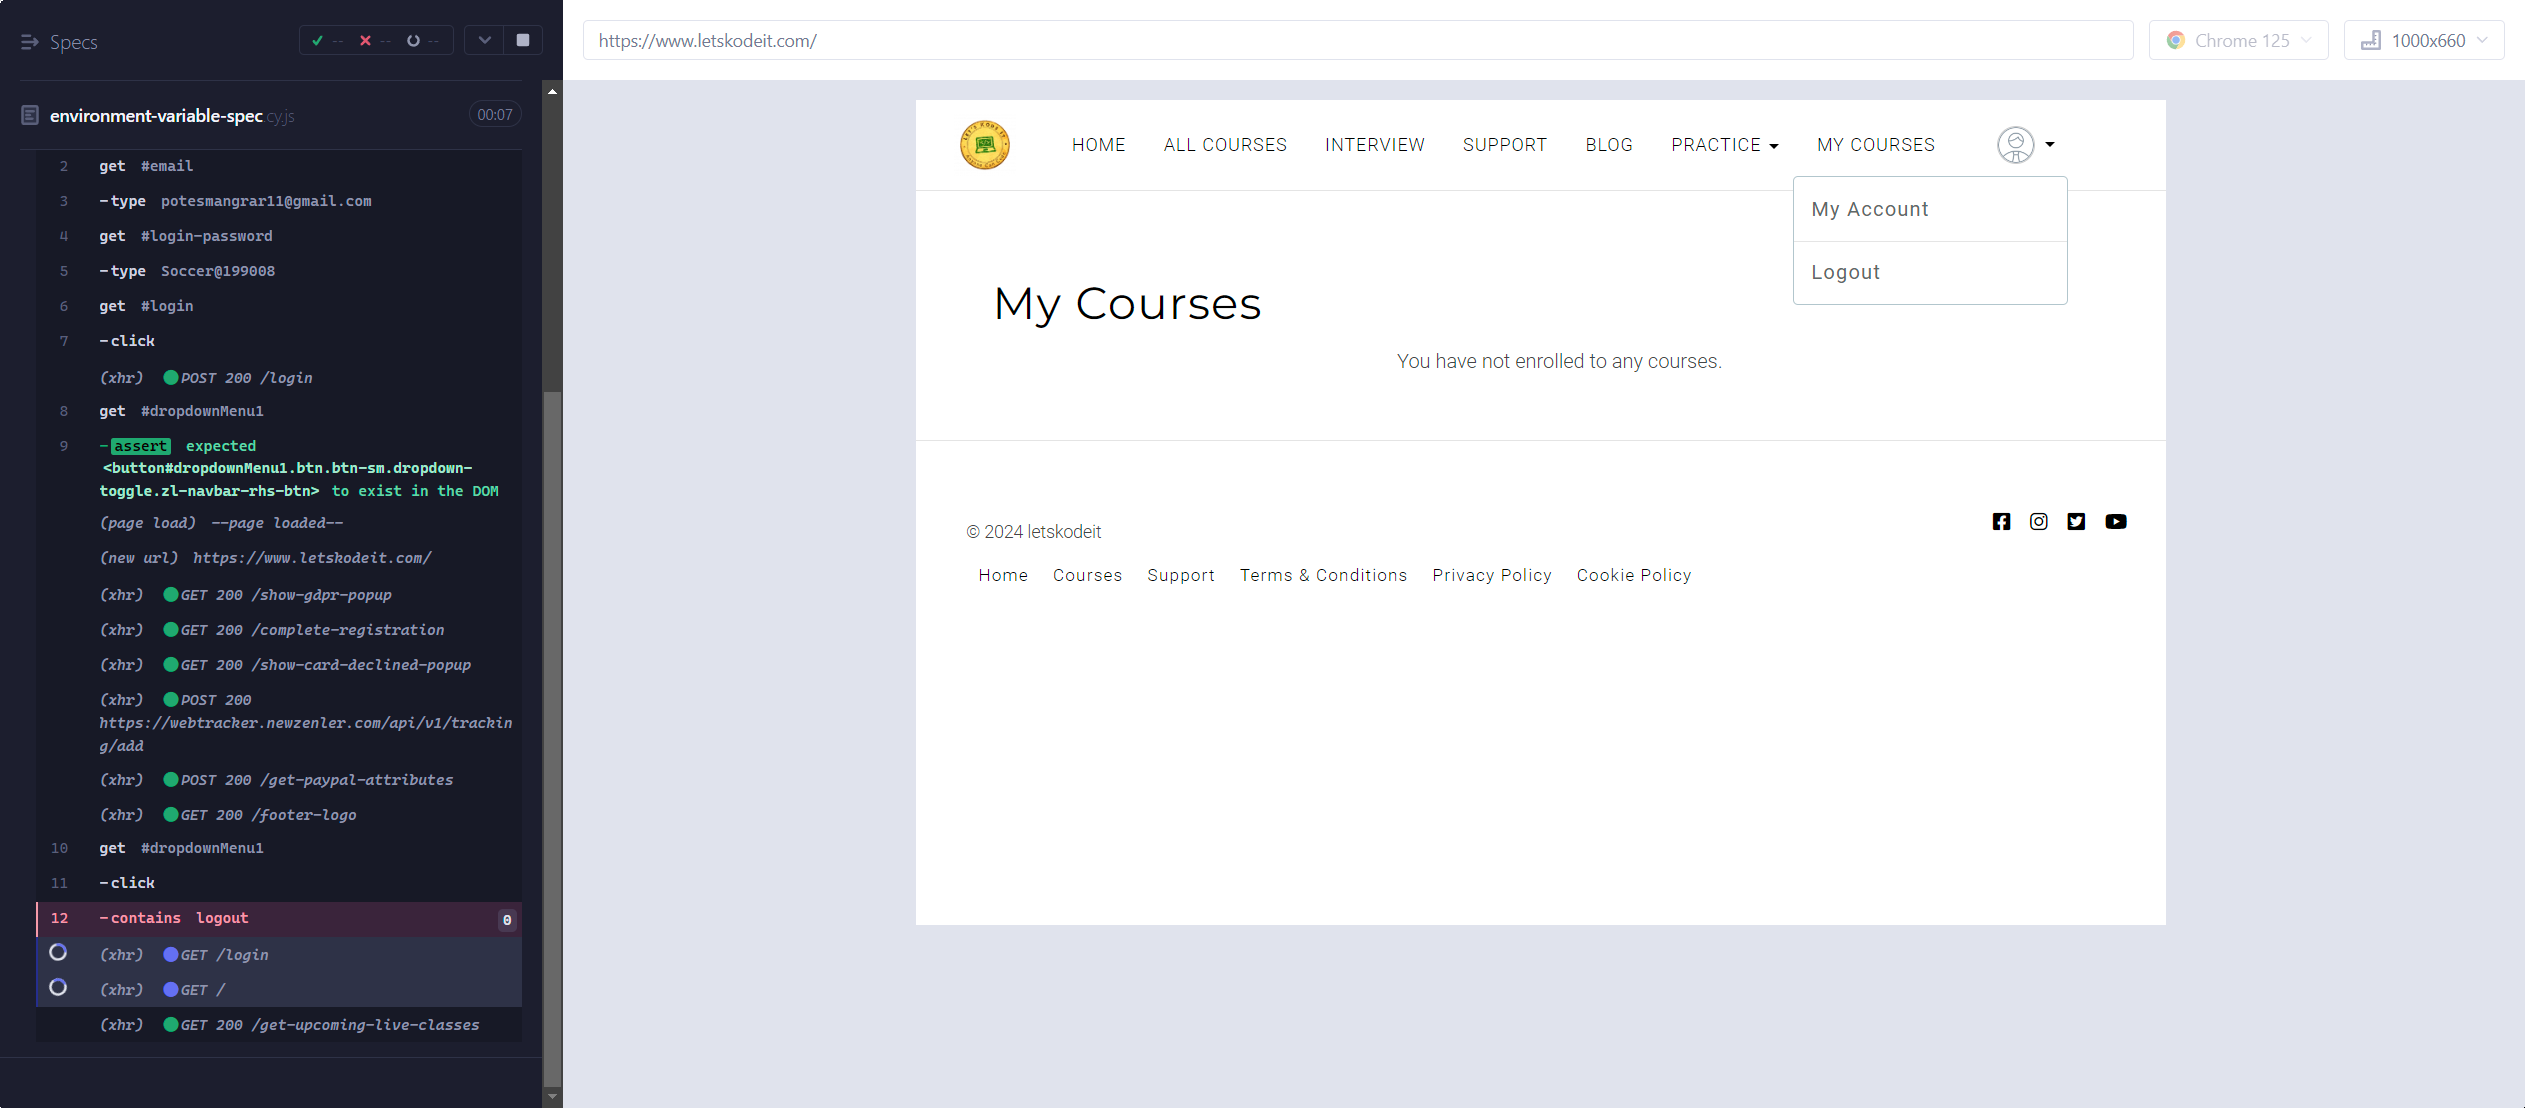 Specs
-- -- --
environment-variable-spec.cy.js 00:07
2 get #email
3 -type potesmangrar11@gmail.com
4 get #login-password
5 -type Soccer@199008
6 get #login
7 -click
(xhr) POST 200 /login
8 get #dropdownMenu1
9 -assert expected
<button#dropdownMenu1.btn.btn-sm.dropdown-
toggle.zl-navbar-rhs-btn> to exist in the DOM
(page load) --page loaded--
(new url) https://www.letskodeit.com/
(xhr) GET 200 /show-gdpr-popup
(xhr) GET 200 /complete-registration
(xhr) GET 200 /show-card-declined-popup
(xhr) POST 200
https://webtracker.newzenler.com/api/v1/trackin
g/add
(xhr) POST 200 /get-paypal-attributes
(xhr) GET 200 /footer-logo
10 get #dropdownMenu1
11 -click
12 -contains logout 0
(xhr) GET /login
(xhr) GET /
(xhr) GET 200 /get-upcoming-live-classes
https://www.letskodeit.com/
Chrome 125
1000x660
HOME ALL COURSES INTERVIEW SUPPORT BLOG PRACTICE MY COURSES
My Account
Logout
My Courses
You have not enrolled to any courses.
© 2024 letskodeit
Home Courses Support Terms & Conditions Privacy Policy Cookie Policy